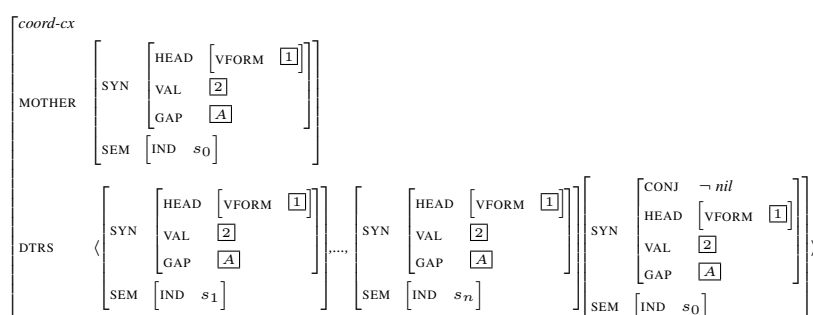 coord-cx
HEAD [VFORM 1]
SYN VAL 2
MOTHER
GAP A
SEM [IND s0]
CONJ ¬ nil
HEAD [VFORM 1] HEAD [VFORM 1] HEAD [VFORM 1]
SYN VAL 2 SYN VAL 2 SYN VAL 2
DTRS ⟨ ,..., ⟩
GAP A GAP A GAP A
SEM [IND s1] SEM [IND sn] SEM [IND s0]